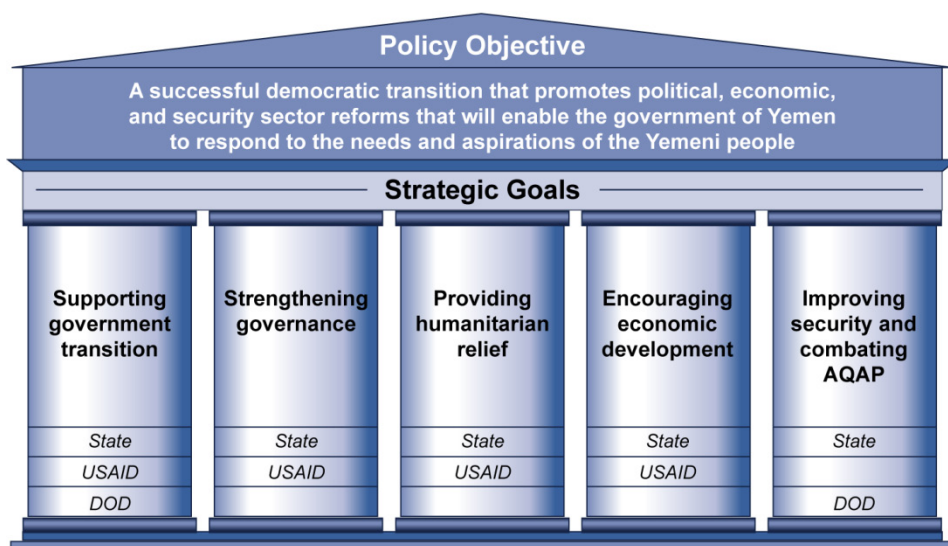 Policy Objective
A successful democratic transition that promotes political, economic,
and security sector reforms that will enable the government of Yemen
to respond to the needs and aspirations of the Yemeni people
Strategic Goals
Supporting
government
transition
State
USAID
DOD
Strengthening
governance
State
USAID
Providing
humanitarian
relief
State
USAID
Encouraging
economic
development
State
USAID
Improving
security and
combating
AQAP
State
DOD